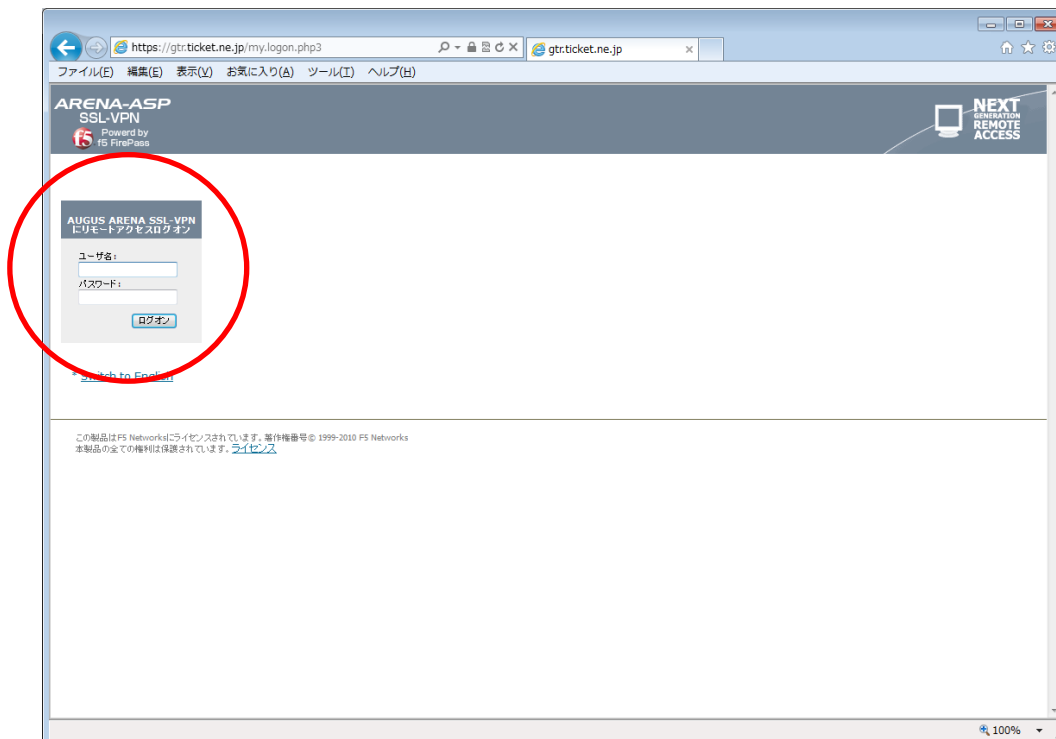 https://gtr.ticket.ne.jp/my.logon.php3
gtr.ticket.ne.jp
ファイル(F) 編集(E) 表示(V) お気に入り(A) ツール(T) ヘルプ(H)
ARENA-ASP
SSL-VPN
Powerd by
f5 FirePass
f5
NEXT
GENERATION
REMOTE
ACCESS
AUGUS ARENA SSL-VPN
にリモートアクセスログオン
ユーザ名:
パスワード:
ログオン
* Switch to English
この製品はF5 Networksにライセンスされています。著作権番号© 1999-2010 F5 Networks
本製品の全ての権利は保護されています。ライセンス
100%